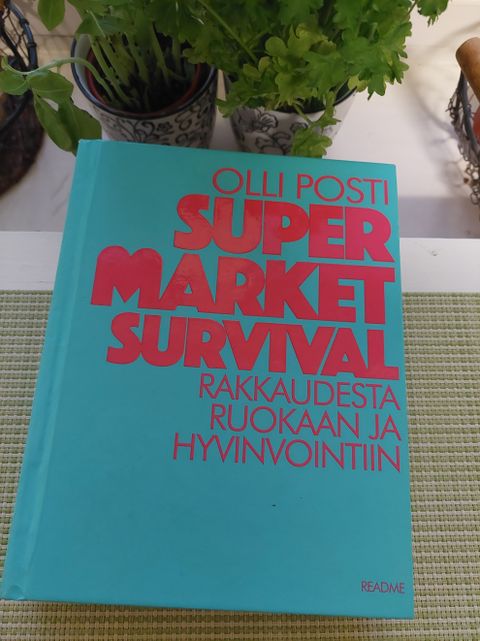 OLLI POSTI
SUPER
MARKET
SURVIVAL
RAKKAUDESTA
RUOKAAN JA
HYVINVOINTIIN
README